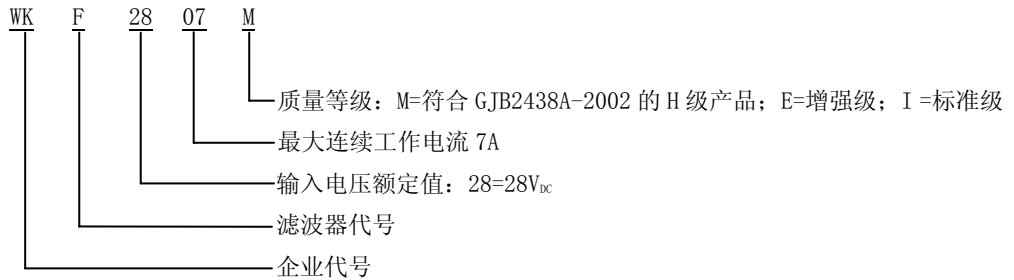 WK F 28 07 M
质量等级：M=符合 GJB2438A-2002 的 H 级产品；E=增强级；I =标准级
最大连续工作电流 7A
输入电压额定值：28=28VDC
滤波器代号
企业代号